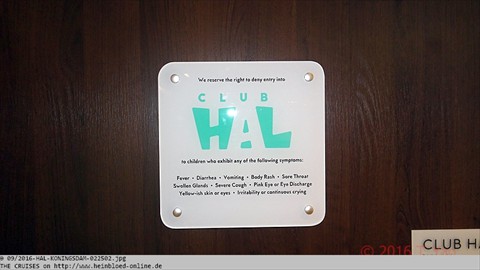 We reserve the right to deny entry into
CLUB
HAL
to children who exhibit any of the following symptoms:
Fever • Diarrhea • Vomiting • Body Rash • Sore Throat
Swollen Glands • Severe Cough • Pink Eye or Eye Discharge
Yellow-ish skin or eyes • Irritability or continuous crying
© 2016
CLUB HA
@ 09/2016-HAL-KONINGSDAM-022502.jpg
THE CRUISES on http://www.heinbloed-online.de